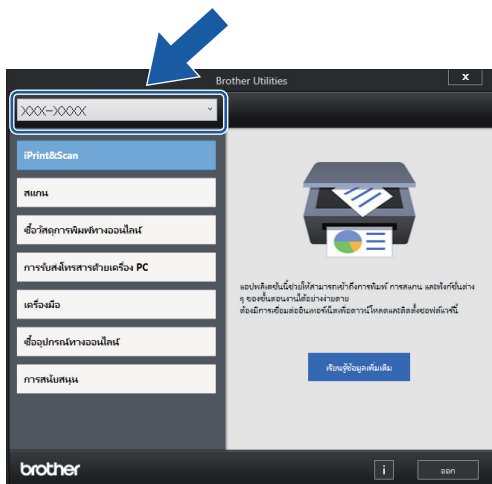 Brother Utilities
x
XXX-XXXX
iPrint&Scan
สแกน
ซื้อวัสดุการพิมพ์ทางออนไลน์
การรับส่งโทรสารด้วยเครื่อง PC
เครื่องมือ
ซื้ออุปกรณ์ทางออนไลน์
การสนับสนุน
แอปพลิเคชันนี้ช่วยให้สามารถเข้าถึงการพิมพ์ การสแกน และฟังก์ชันต่าง
ๆ ของขั้นตอนงานได้อย่างง่ายดาย
ต้องมีการเชื่อมต่ออินเทอร์เน็ตเพื่อดาวน์โหลดและติดตั้งซอฟต์แวร์นี้
เรียนรู้ข้อมูลเพิ่มเติม
brother
i
ออก